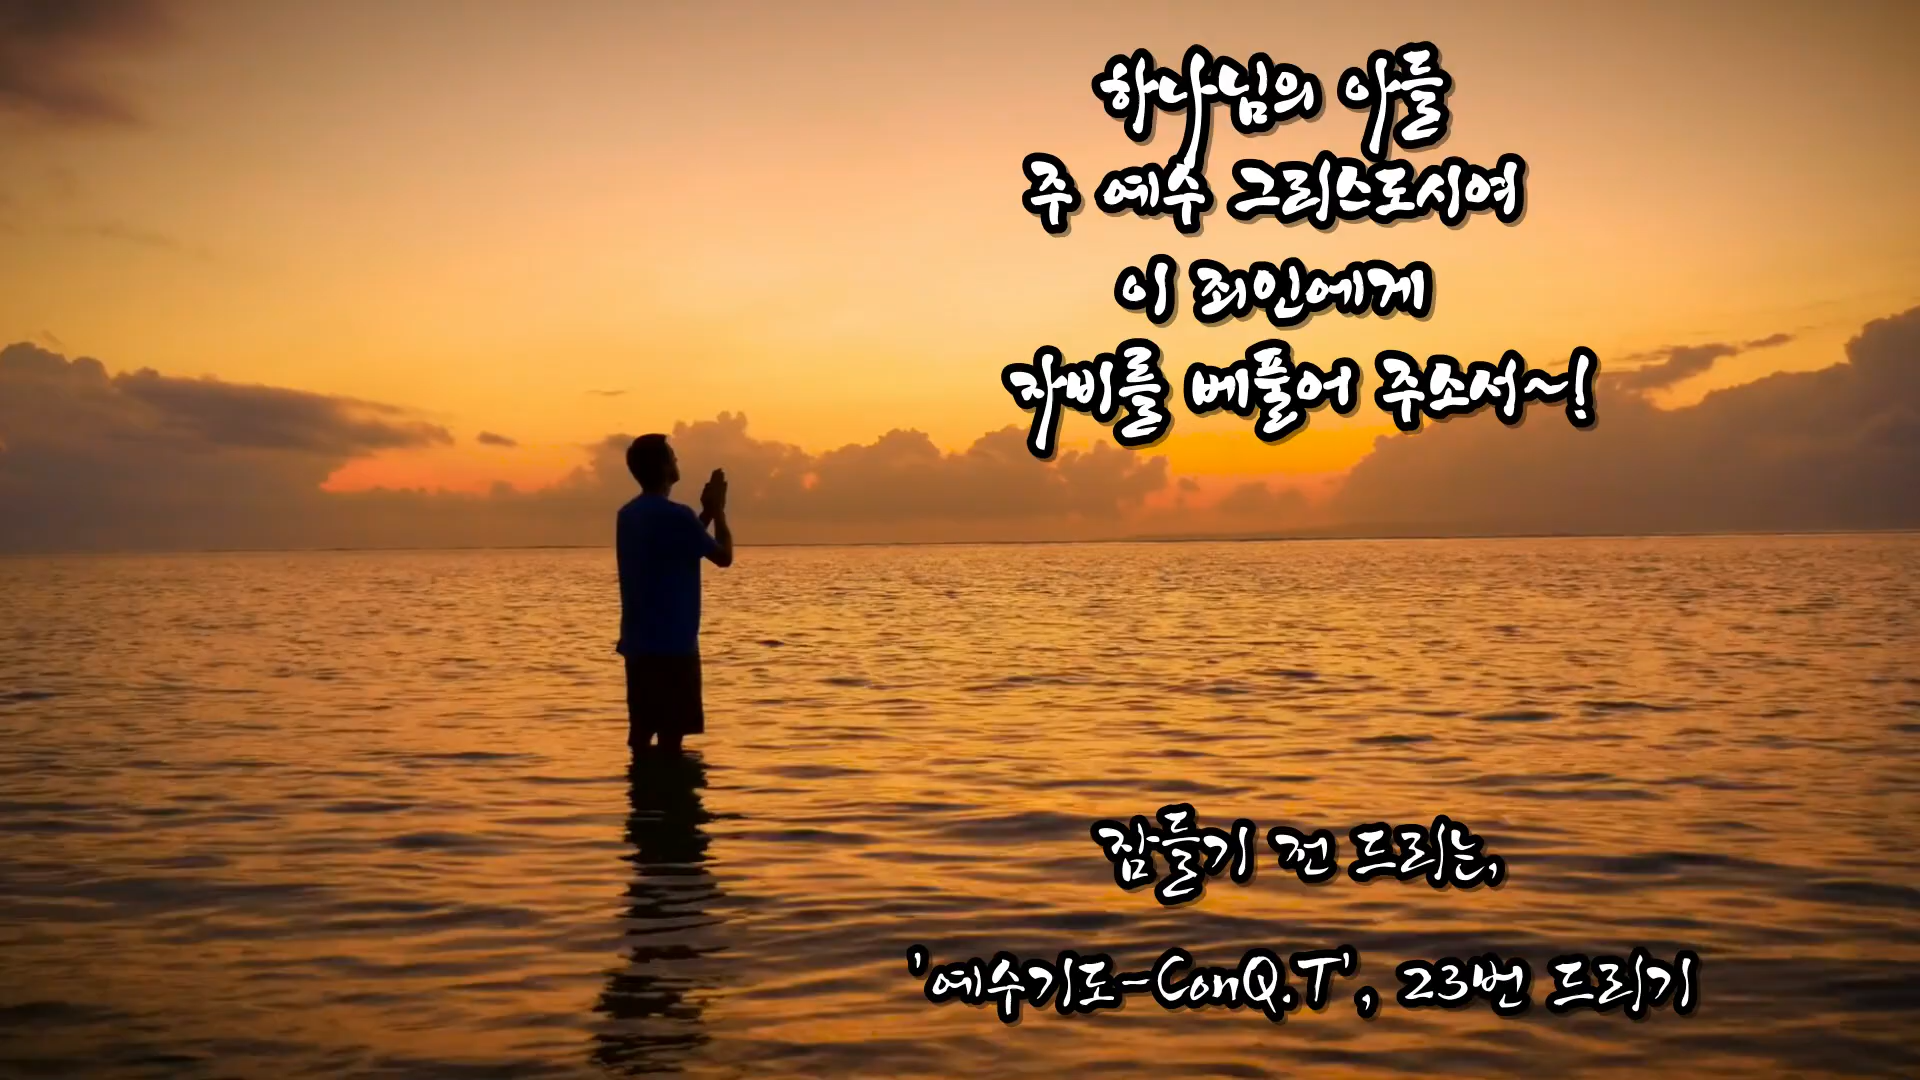 하나님의 아들
주 예수 그리스도시여
이 죄인에게
자비를 베풀어 주소서~!
잠들기 전 드리는,
'예수기도-ConQ.T', 23번 드리기